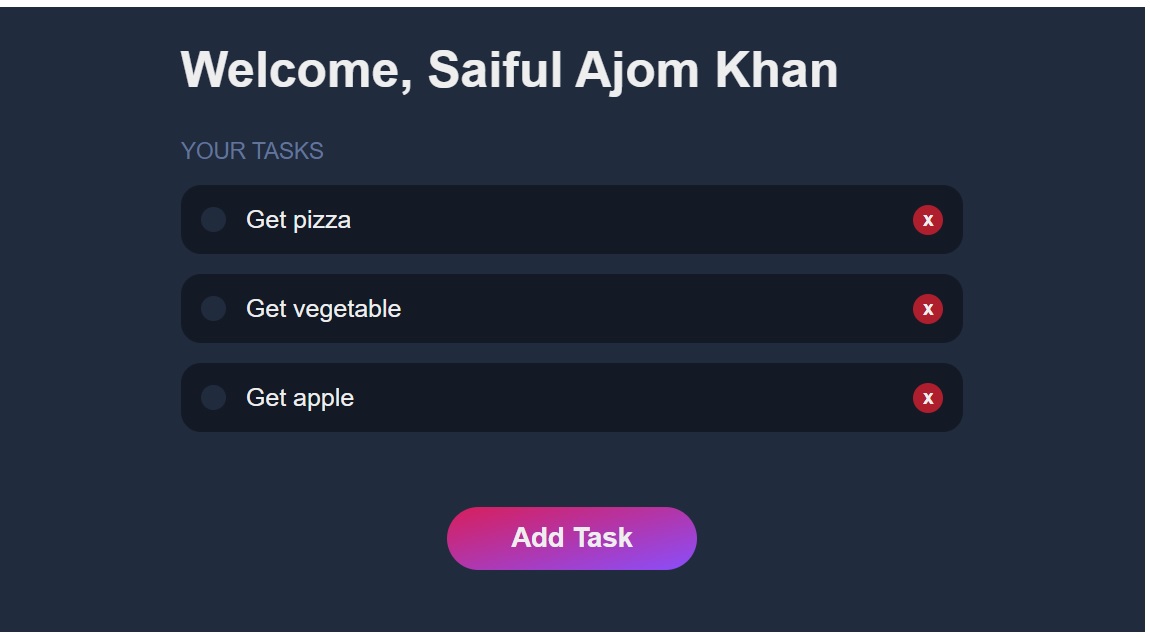 Welcome, Saiful Ajom Khan
YOUR TASKS
Get pizza x
Get vegetable x
Get apple x
Add Task